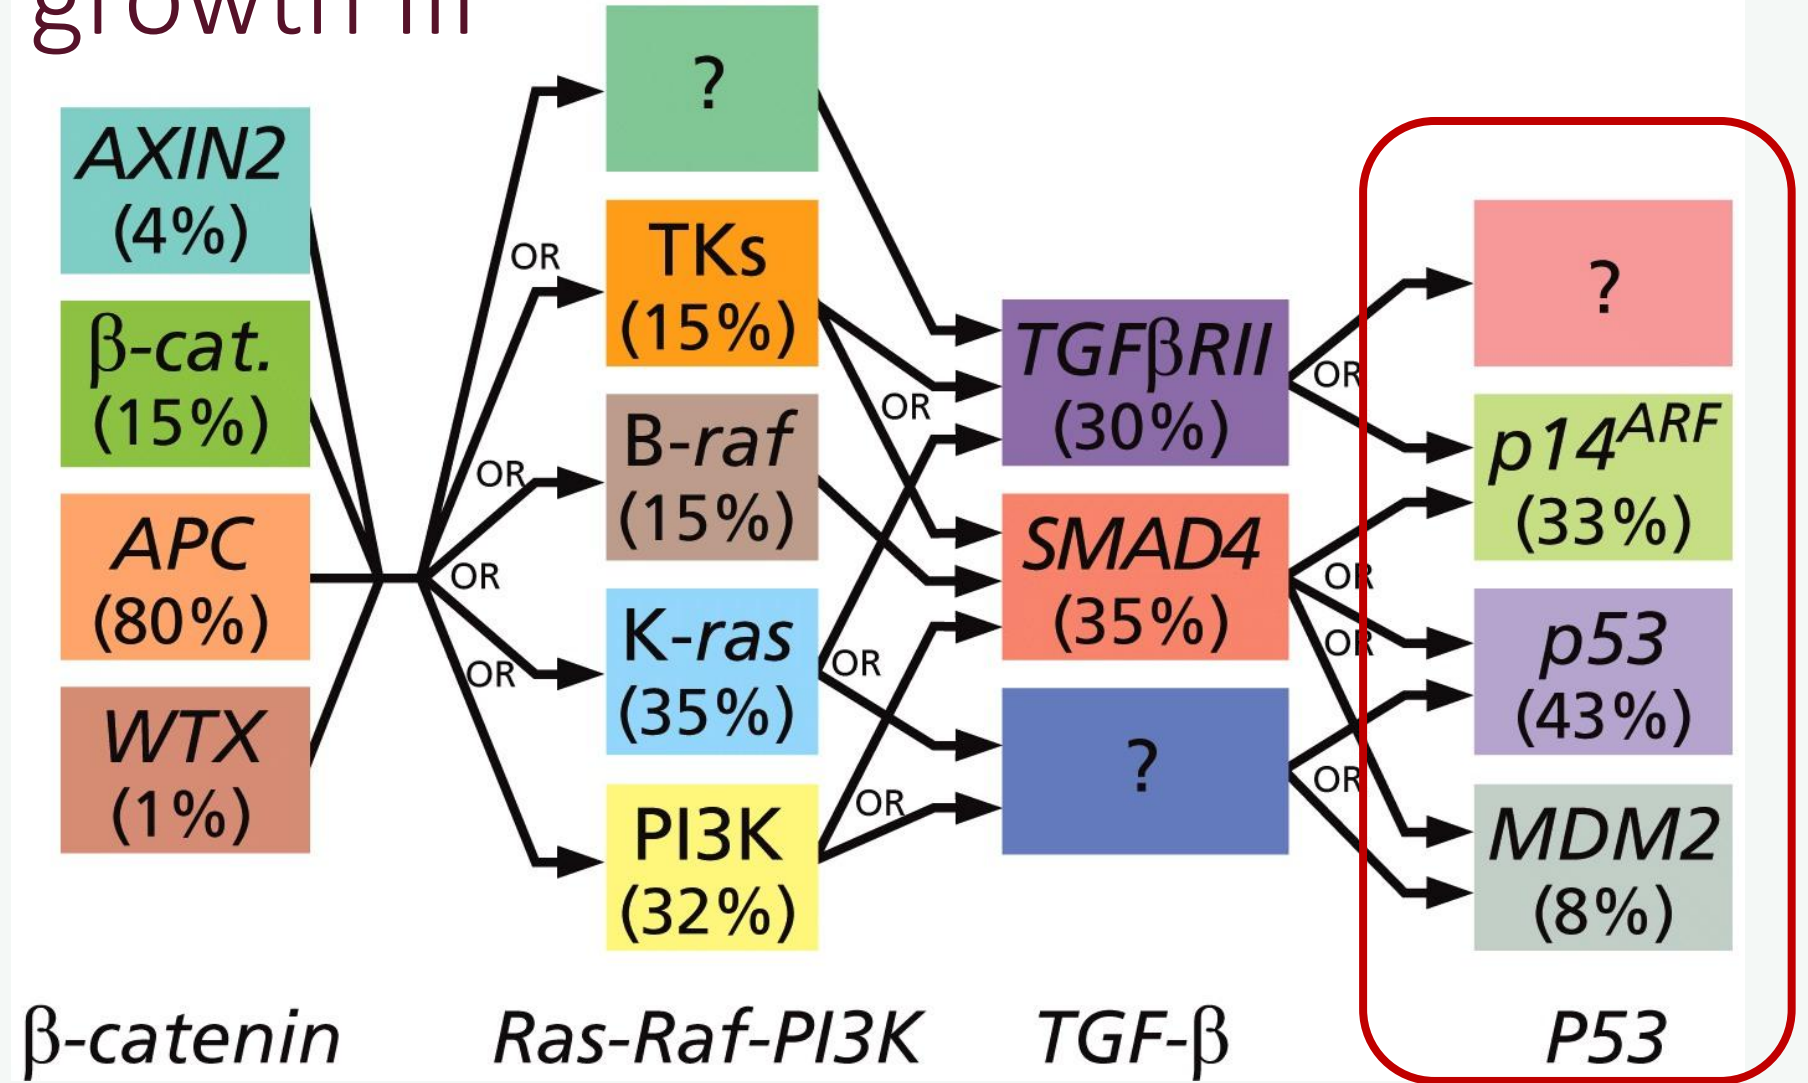 growth III
AXIN2
(4%)
β-cat.
(15%)
APC
(80%)
WTX
(1%)
β-catenin
OR
OR
OR
OR
?
TKs
(15%)
B-raf
(15%)
K-ras
(35%)
PI3K
(32%)
Ras-Raf-PI3K
OR
OR
OR
TGFβRII
(30%)
SMAD4
(35%)
?
TGF-β
OR
OR
OR
OR
?
p14ARF
(33%)
p53
(43%)
MDM2
(8%)
P53